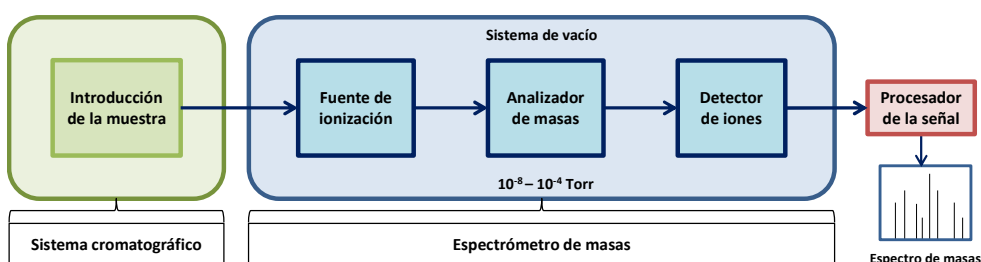 Sistema de vacío
Introducción
de la muestra
Fuente de
ionización
Analizador
de masas
Detector
de iones
Procesador
de la señal
10⁻⁸ – 10⁻⁴ Torr
Sistema cromatográfico
Espectrómetro de masas
Espectro de masas